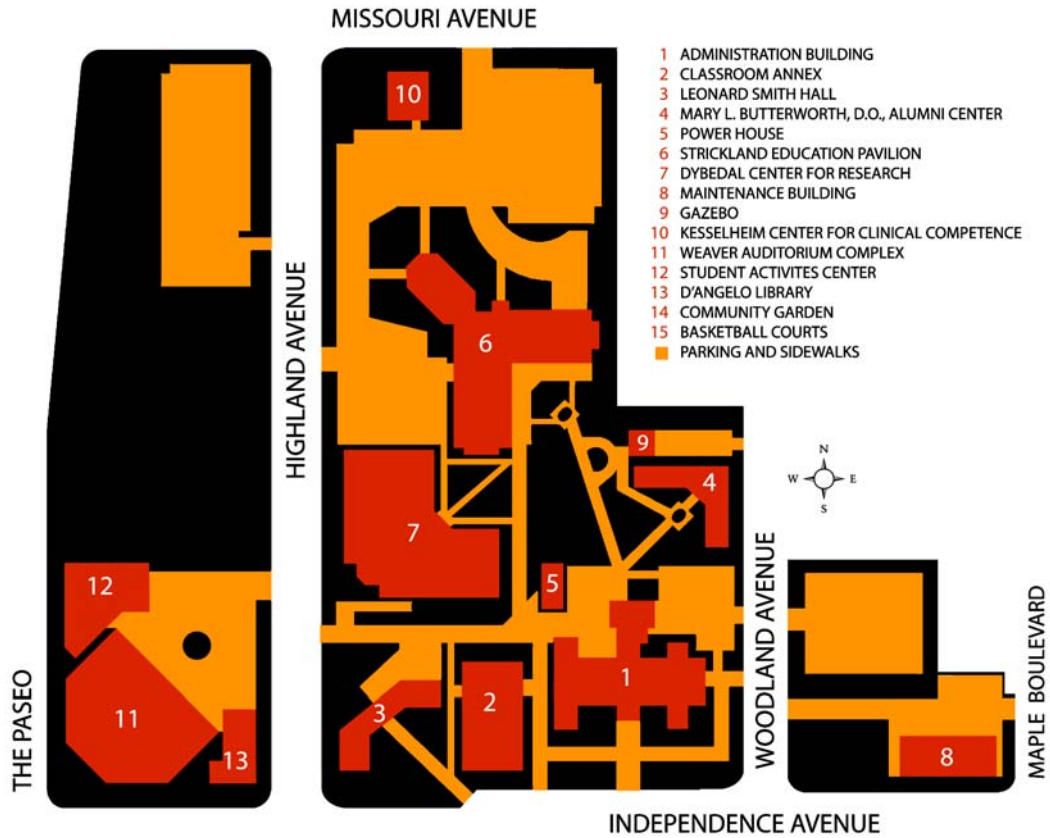 MISSOURI AVENUE
1 ADMINISTRATION BUILDING
2 CLASSROOM ANNEX
3 LEONARD SMITH HALL
4 MARY L. BUTTERWORTH, D.O., ALUMNI CENTER
5 POWER HOUSE
6 STRICKLAND EDUCATION PAVILION
7 DYBEDAL CENTER FOR RESEARCH
8 MAINTENANCE BUILDING
9 GAZEBO
10 KESSELHEIM CENTER FOR CLINICAL COMPETENCE
11 WEAVER AUDITORIUM COMPLEX
12 STUDENT ACTIVITES CENTER
13 D'ANGELO LIBRARY
14 COMMUNITY GARDEN
15 BASKETBALL COURTS
PARKING AND SIDEWALKS
10
HIGHLAND AVENUE
6
9
4
N
W E
S
7
5
12
WOODLAND AVENUE
1
2
3
11
13
8
THE PASEO
MAPLE BOULEVARD
INDEPENDENCE AVENUE